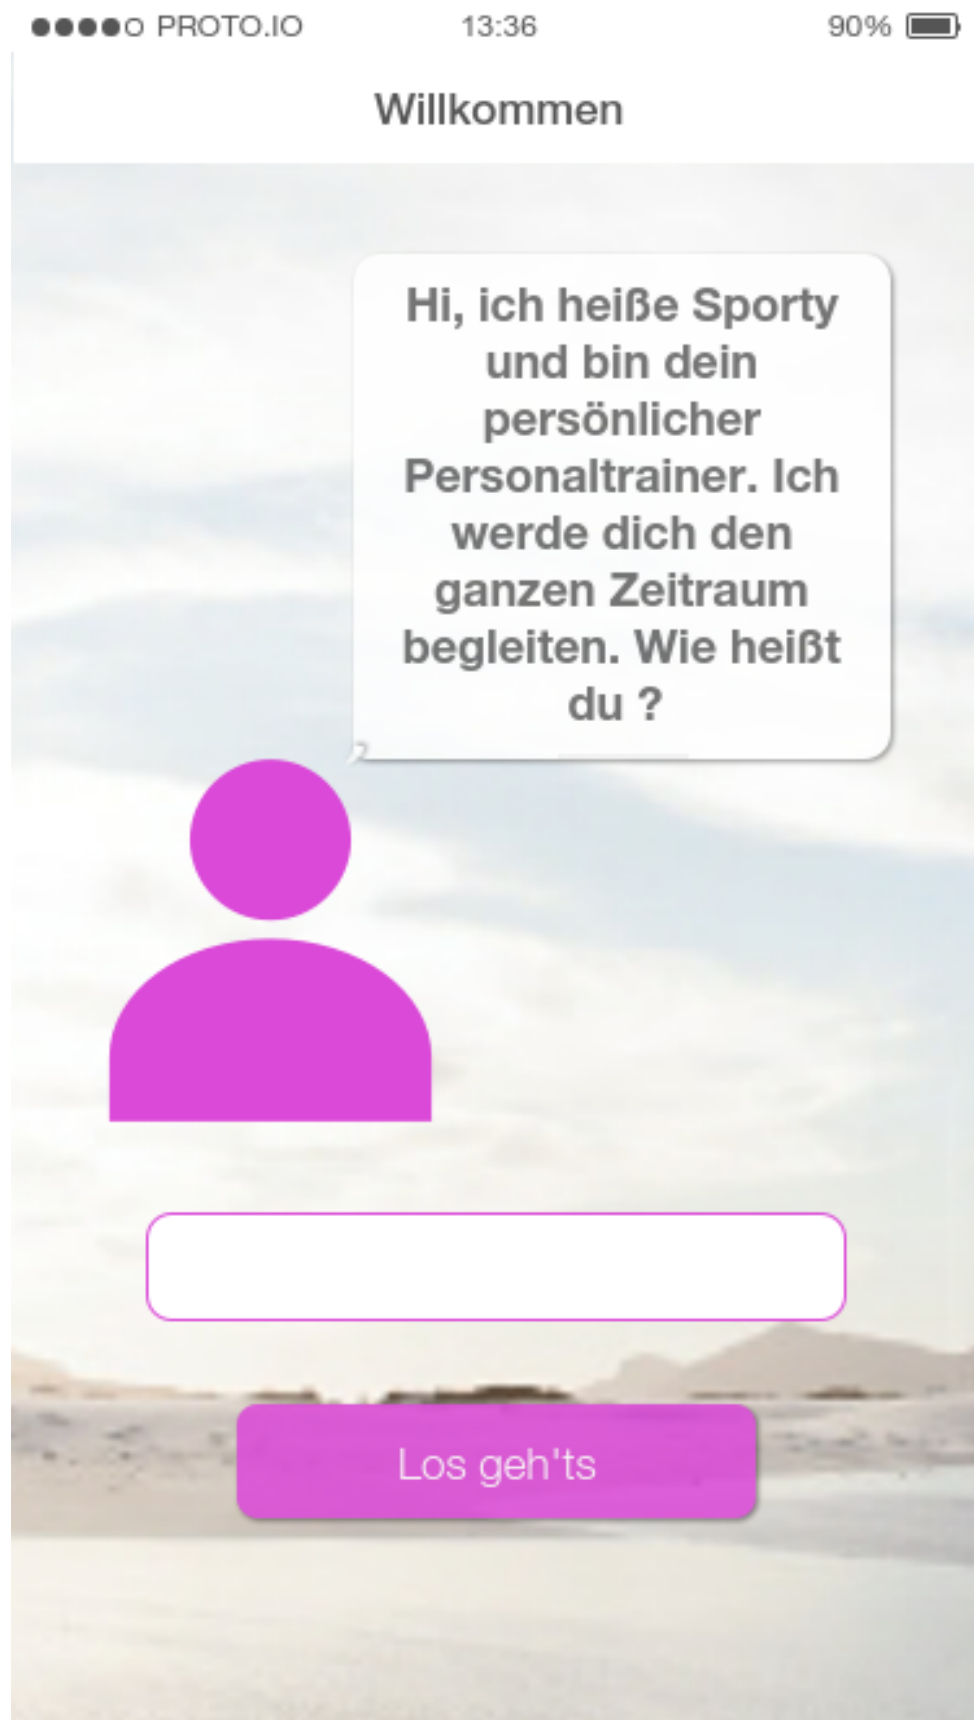 PROTO.IO 13:36 90%
Willkommen
Hi, ich heiße Sporty
und bin dein
persönlicher
Personaltrainer. Ich
werde dich den
ganzen Zeitraum
begleiten. Wie heißt
du ?
Los geh'ts